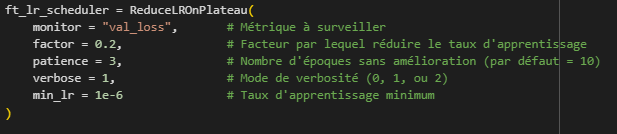 ft_lr_scheduler = ReduceLROnPlateau(
    monitor = "val_loss",       # Métrique à surveiller
    factor = 0.2,               # Facteur par lequel réduire le taux d'apprentissage
    patience = 3,               # Nombre d'époques sans amélioration (par défaut = 10)
    verbose = 1,                # Mode de verbosité (0, 1, ou 2)
    min_lr = 1e-6               # Taux d'apprentissage minimum
)